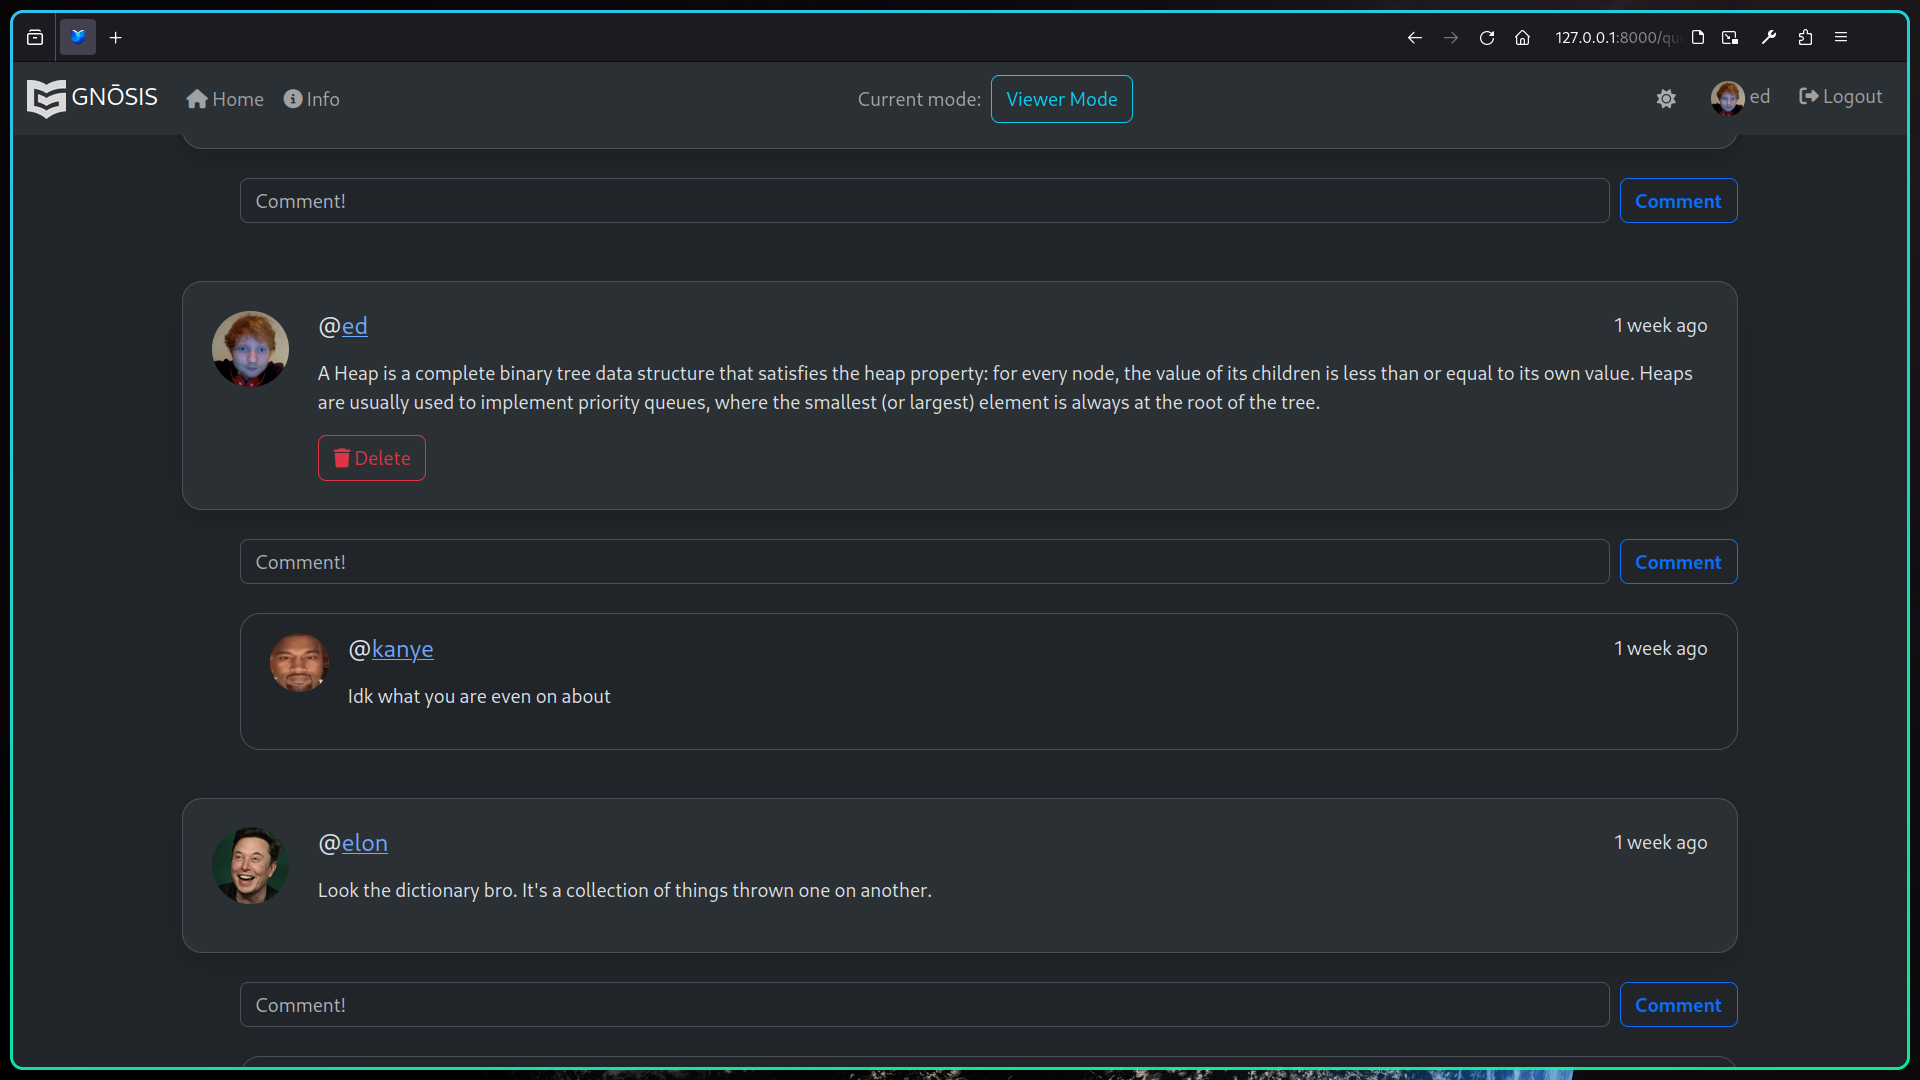 127.0.0.1:8000/qu
GNŌSIS
Home
Info
Current mode:
Viewer Mode
ed
Logout
Comment!
Comment
@ed
1 week ago
A Heap is a complete binary tree data structure that satisfies the heap property: for every node, the value of its children is less than or equal to its own value. Heaps
are usually used to implement priority queues, where the smallest (or largest) element is always at the root of the tree.
Delete
Comment!
Comment
@kanye
1 week ago
Idk what you are even on about
@elon
1 week ago
Look the dictionary bro. It's a collection of things thrown one on another.
Comment!
Comment